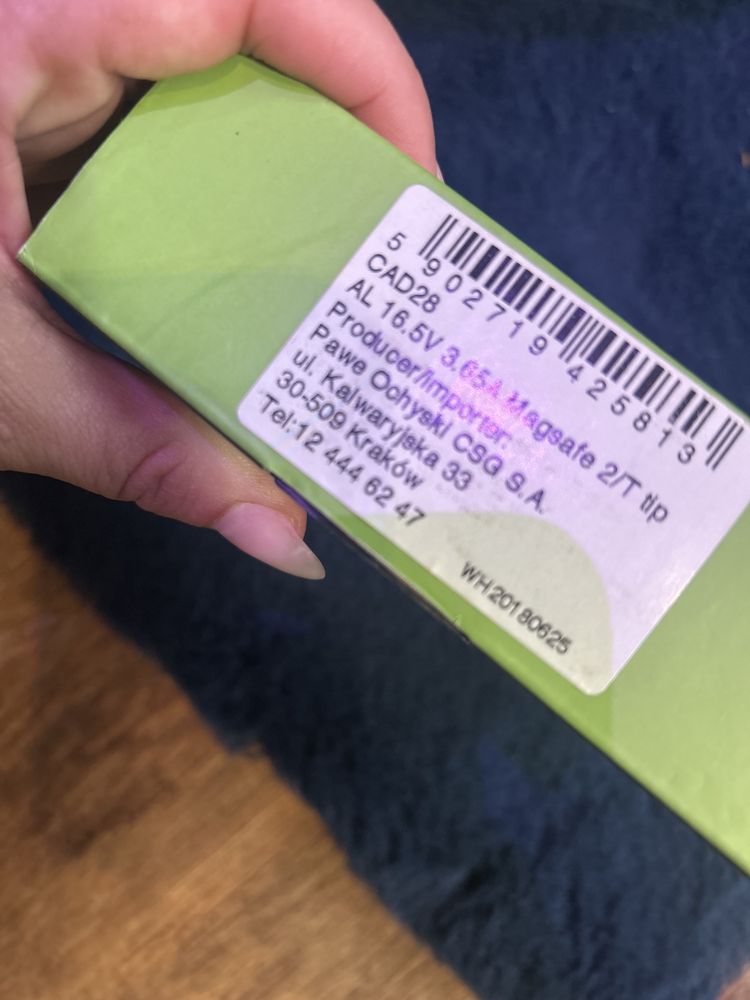 5 902719 425813
CAD28
AL 16.5V 3.65A Magsafe 2/T tip
Producer/Importer:
Pawe Ochyski CSG S.A.
ul. Kalwaryjska 33
30-509 Kraków
Tel:12 444 62 47
WH20180625